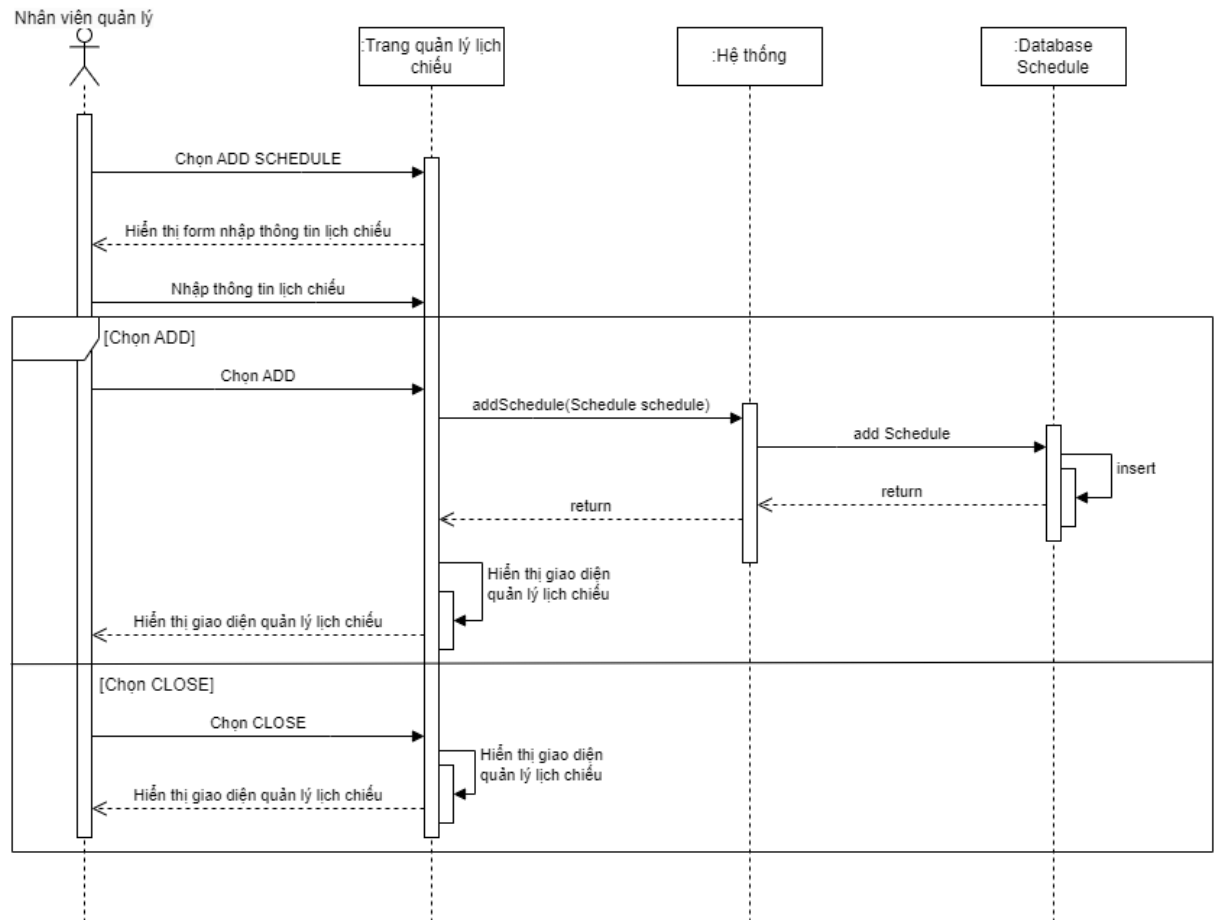 Nhân viên quản lý
:Trang quản lý lịch
chiếu
:Hệ thống
:Database
Schedule
Chọn ADD SCHEDULE
Hiển thị form nhập thông tin lịch chiếu
Nhập thông tin lịch chiếu
[Chọn ADD]
Chọn ADD
addSchedule(Schedule schedule)
add Schedule
insert
return
return
Hiển thị giao diện
quản lý lịch chiếu
Hiển thị giao diện quản lý lịch chiếu
[Chọn CLOSE]
Chọn CLOSE
Hiển thị giao diện
quản lý lịch chiếu
Hiển thị giao diện quản lý lịch chiếu